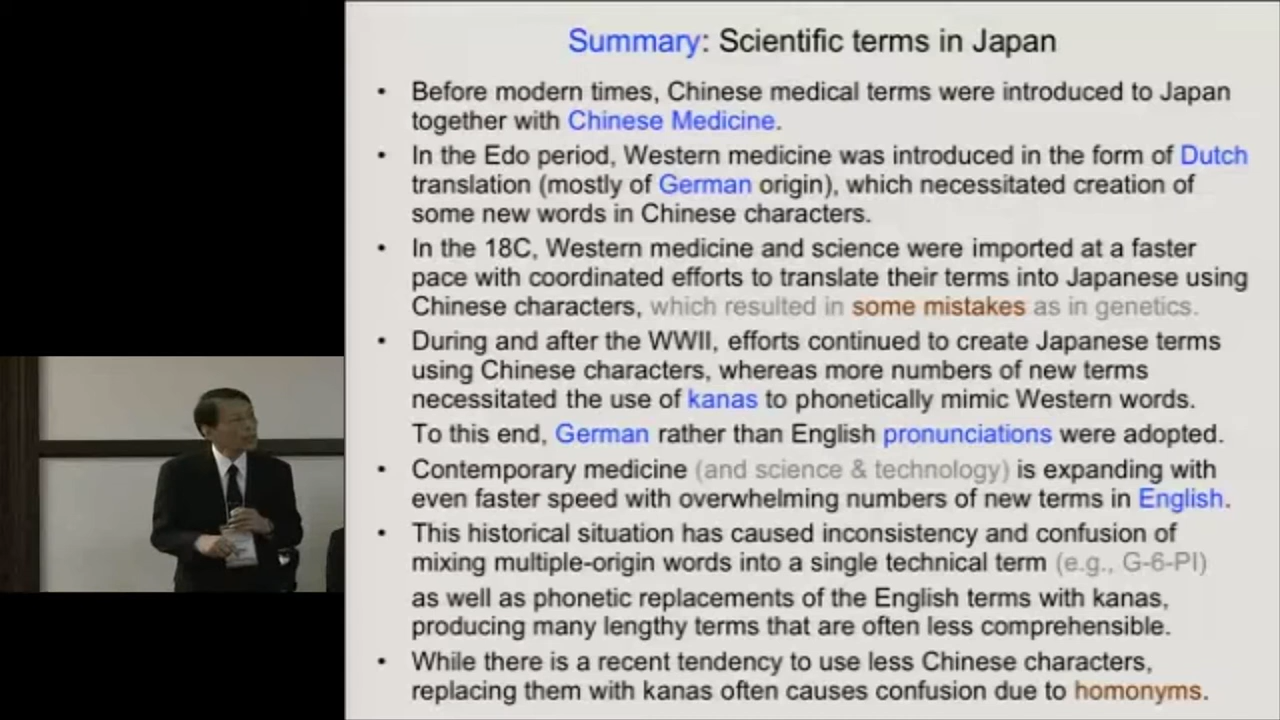 Summary: Scientific terms in Japan
• Before modern times, Chinese medical terms were introduced to Japan
together with Chinese Medicine.
• In the Edo period, Western medicine was introduced in the form of Dutch
translation (mostly of German origin), which necessitated creation of
some new words in Chinese characters.
• In the 18C, Western medicine and science were imported at a faster
pace with coordinated efforts to translate their terms into Japanese using
Chinese characters, which resulted in some mistakes as in genetics.
• During and after the WWII, efforts continued to create Japanese terms
using Chinese characters, whereas more numbers of new terms
necessitated the use of kanas to phonetically mimic Western words.
To this end, German rather than English pronunciations were adopted.
• Contemporary medicine (and science & technology) is expanding with
even faster speed with overwhelming numbers of new terms in English.
• This historical situation has caused inconsistency and confusion of
mixing multiple-origin words into a single technical term (e.g., G-6-PI)
as well as phonetic replacements of the English terms with kanas,
producing many lengthy terms that are often less comprehensible.
• While there is a recent tendency to use less Chinese characters,
replacing them with kanas often causes confusion due to homonyms.